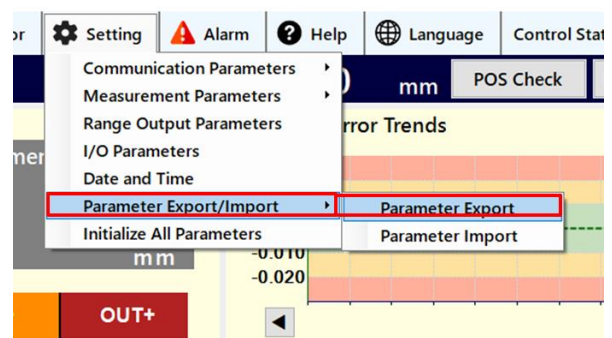 Setting Alarm Help Language Control Stat
Communication Parameters
Measurement Parameters
mm POS Check
Range Output Parameters
rror Trends
I/O Parameters
Date and Time
Parameter Export/Import
Parameter Export
Initialize All Parameters
Parameter Import
mm
-0.010
-0.020
OUT+